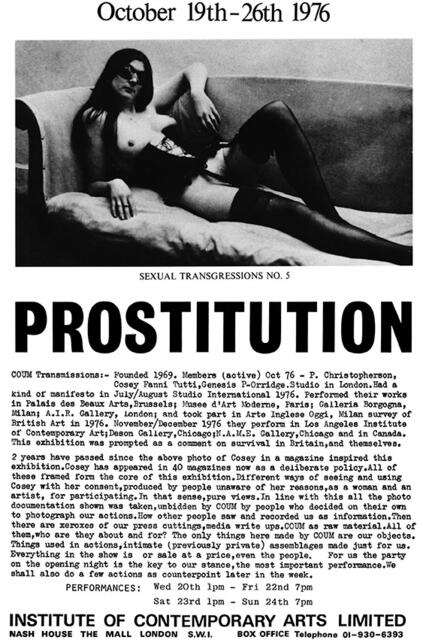 October 19th-26th 1976
SEXUAL TRANSGRESSIONS NO. 5
PROSTITUTION
COUM Transmissions:- Founded 1969. Members (active) Oct 76 - P. Christopherson,
Cosey Fanni Tutti,Genesis P-Orridge.Studio in London.Had a
kind of manifesto in July/August Studio International 1976. Performed their works
in Palais des Beaux Arts,Brussels; Musee d'Art Moderne, Paris; Galleria Borgogna,
Milan; A.I.R. Gallery, London; and took part in Arte Inglese Oggi, Milan survey of
British Art in 1976. November/December 1976 they perform in Los Angeles Institute
of Contemporary Art;Deson Gallery,Chicago;N.A.M.E. Gallery,Chicago and in Canada.
This exhibition was prompted as a comment on survival in Britain,and themselves.
2 years have passed since the above photo of Cosey in a magazine inspired this
exhibition.Cosey has appeared in 40 magazines now as a deliberate policy.All of
these framed form the core of this exhibition.Different ways of seeing and using
Cosey with her consent,produced by people unaware of her reasons,as a woman and an
artist, for participating.In that sense,pure views.In line with this all the photo
documentation shown was taken,unbidden by COUM by people who decided on their own
to photograph our actions.How other people saw and recorded us as information.Then
there are xeroxes of our press cuttings,media write ups.COUM as raw material.All of
them,who are they about and for? The only things here made by COUM are our objects.
Things used in actions,intimate (previously private) assemblages made just for us.
Everything in the show is or sale at a price,even the people. For us the party
on the opening night is the key to our stance,the most important performance.We
shall also do a few actions as counterpoint later in the week.
PERFORMANCES: Wed 20th 1pm - Fri 22nd 7pm
Sat 23rd 1pm - Sun 24th 7pm
INSTITUTE OF CONTEMPORARY ARTS LIMITED
NASH HOUSE THE MALL LONDON S.W.I. BOX OFFICE Telephone 01-930-6393